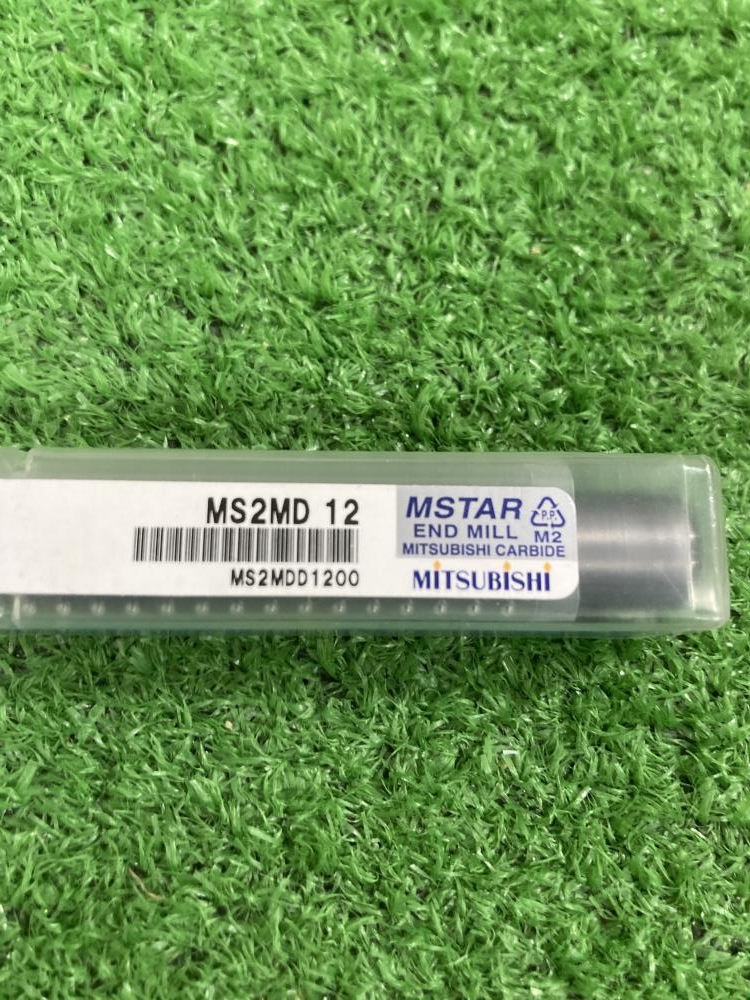 MS2MD 12
MS2MDD1200
MSTAR
P.P.
END MILL M2
MITSUBISHI CARBIDE
MITSUBISHI